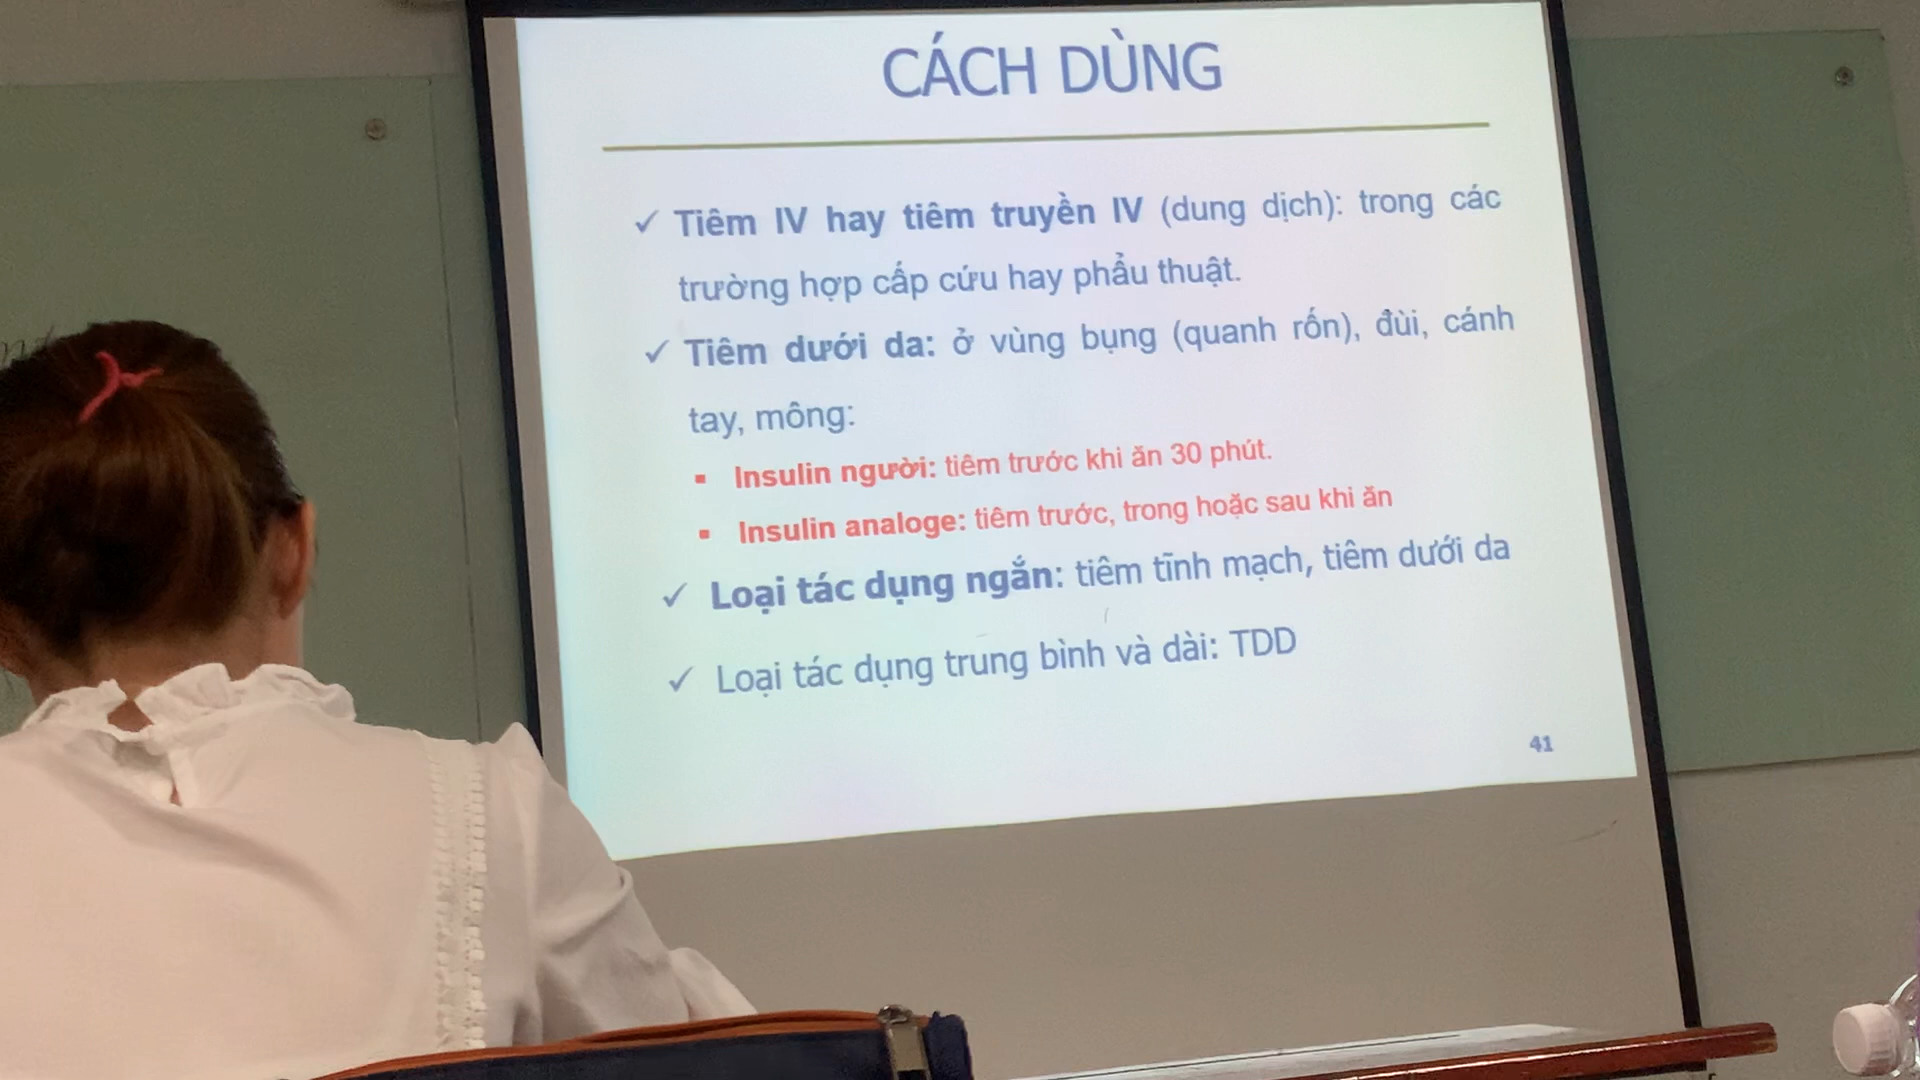 CÁCH DÙNG
✓ Tiêm IV hay tiêm truyền IV (dung dịch): trong các
trường hợp cấp cứu hay phẩu thuật.
✓ Tiêm dưới da: ở vùng bụng (quanh rốn), đùi, cánh
tay, mông:
▪ Insulin người: tiêm trước khi ăn 30 phút.
▪ Insulin analoge: tiêm trước, trong hoặc sau khi ăn
✓ Loại tác dụng ngắn: tiêm tĩnh mạch, tiêm dưới da
✓ Loại tác dụng trung bình và dài: TDD
41